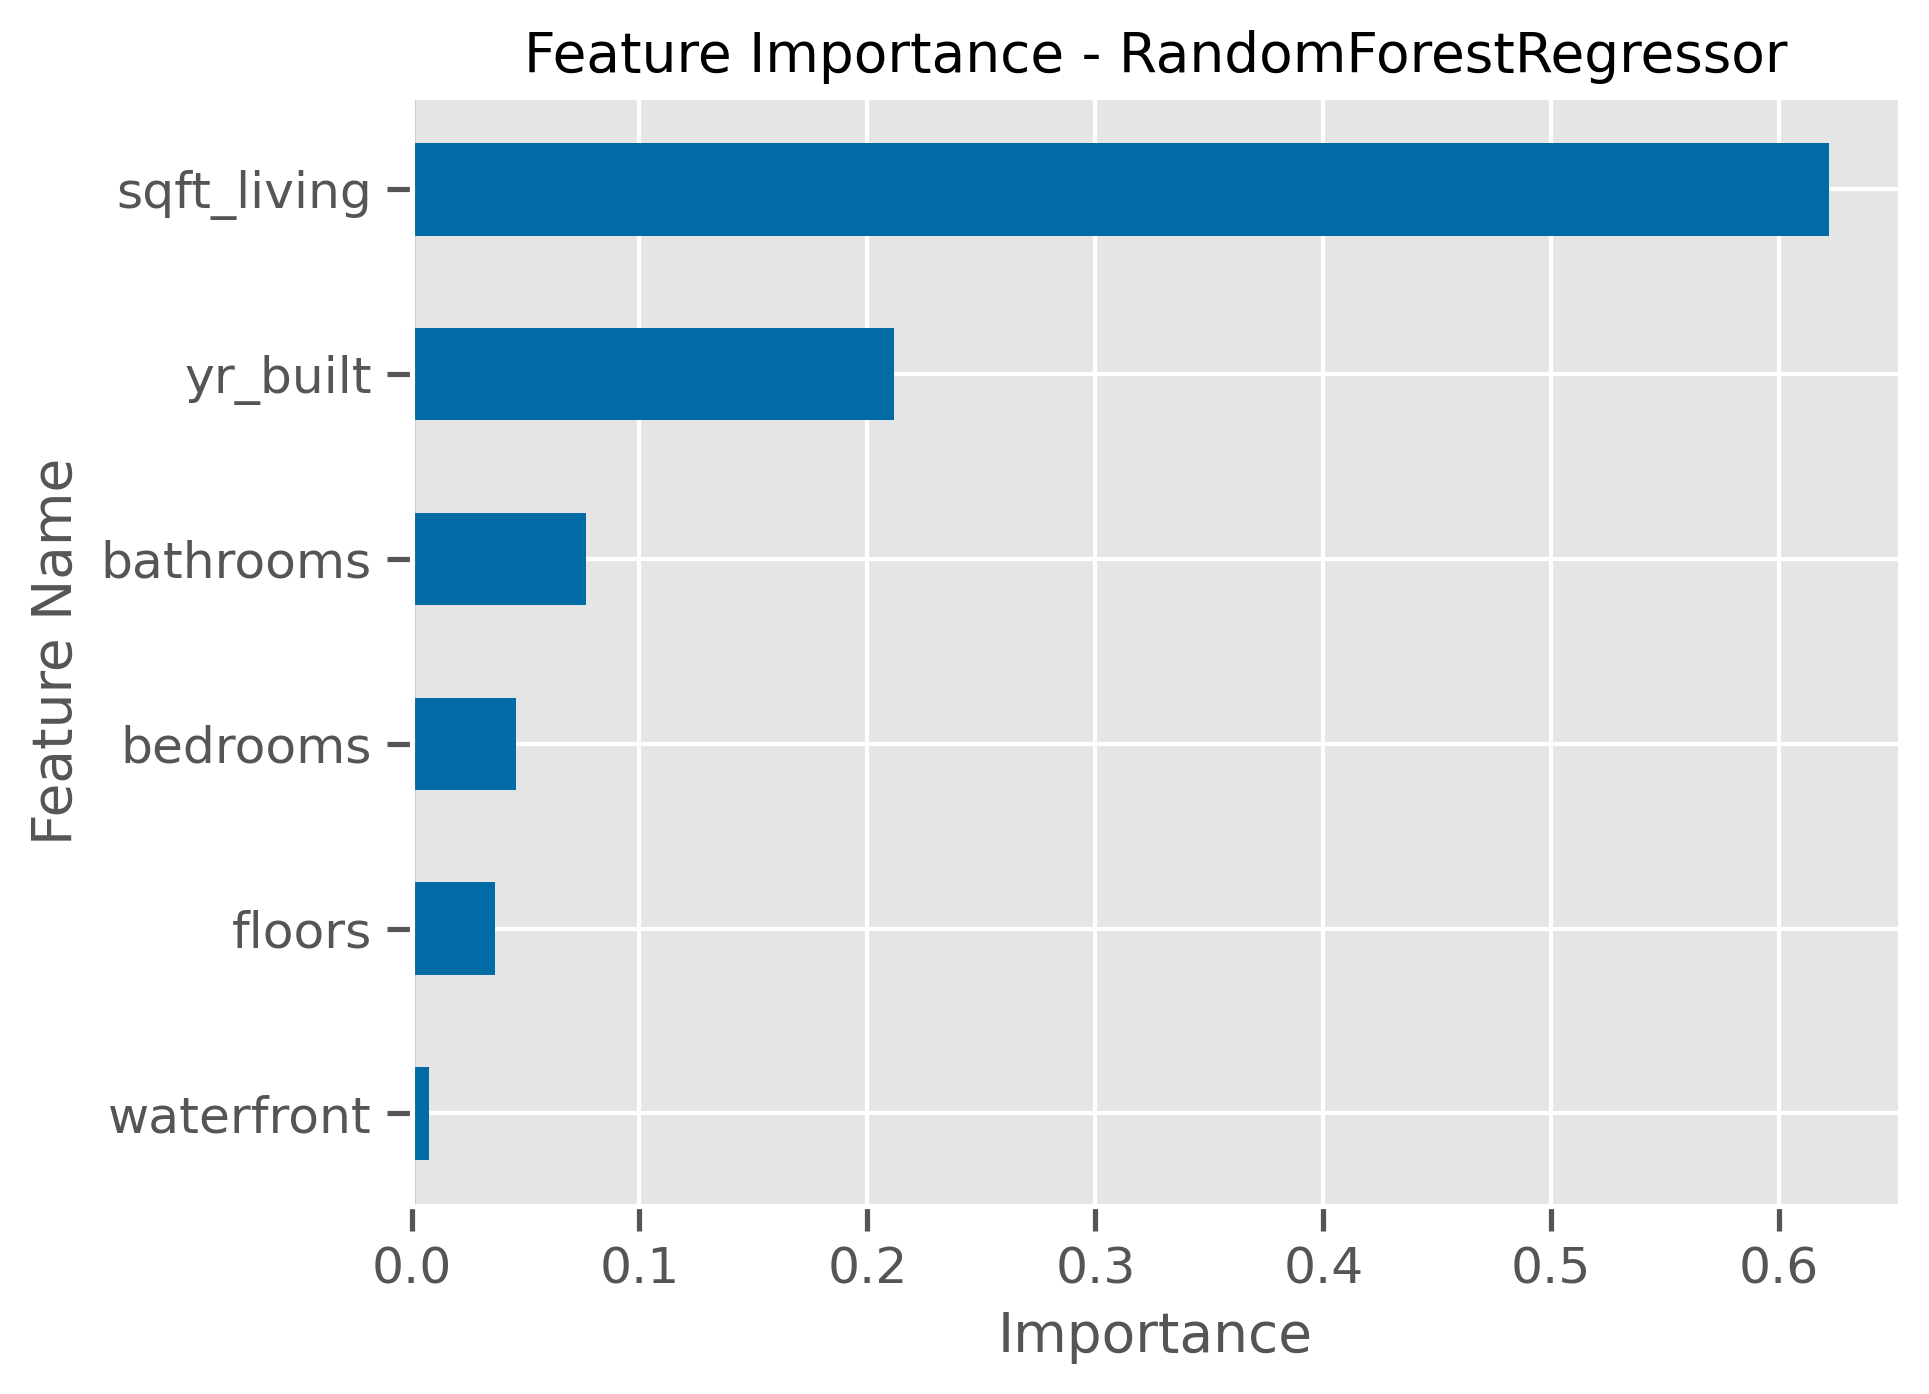 Feature Importance - RandomForestRegressor
sqft_living
yr_built
bathrooms
bedrooms
floors
waterfront
Feature Name
0.0 0.1 0.2 0.3 0.4 0.5 0.6
Importance